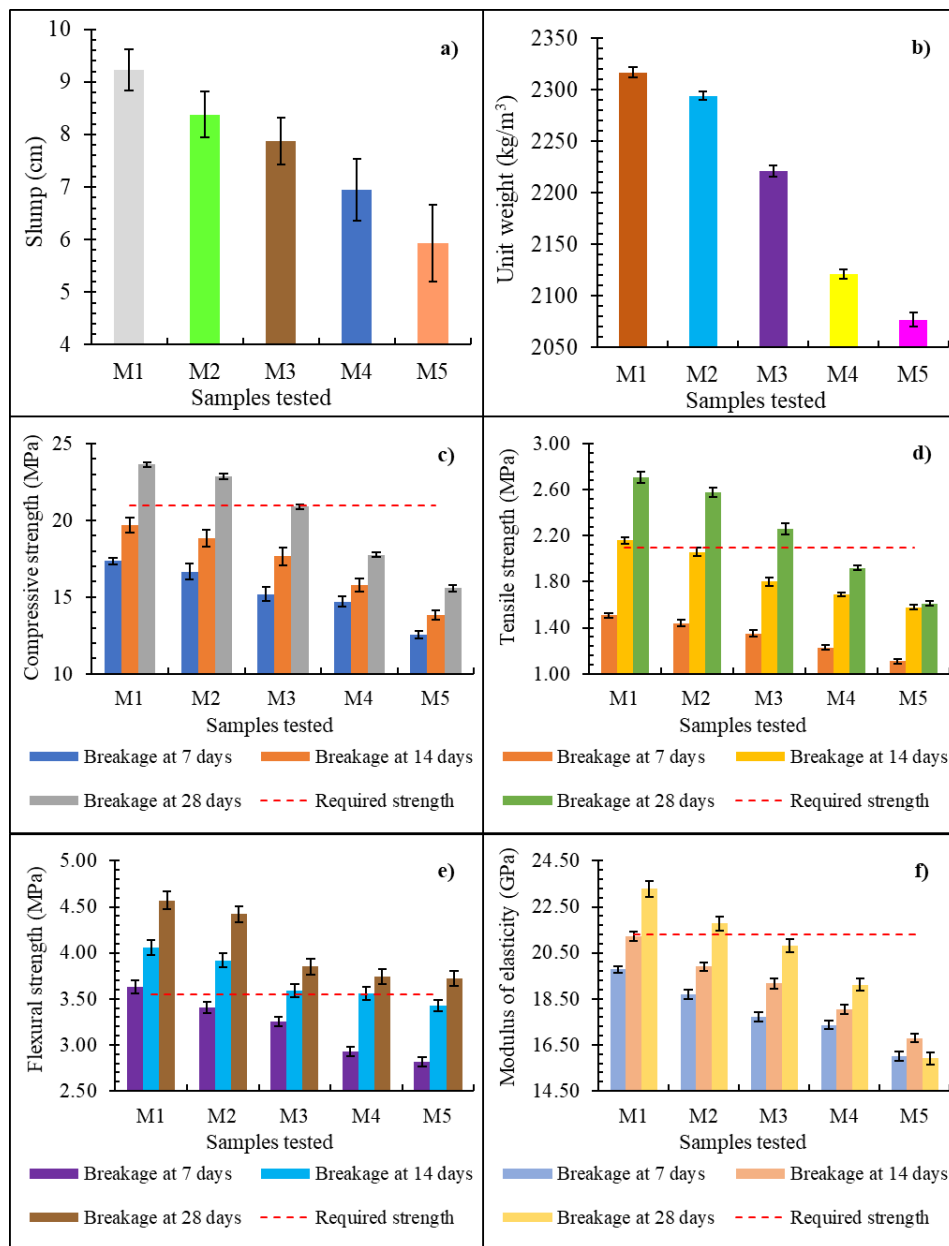 a)
Slump (cm)
10
9
8
7
6
5
4
M1 M2 M3 M4 M5
Samples tested
b)
Unit weight (kg/m³)
2350
2300
2250
2200
2150
2100
2050
M1 M2 M3 M4 M5
Samples tested
c)
Compressive strength (MPa)
25
20
15
10
M1 M2 M3 M4 M5
Samples tested
Breakage at 7 days Breakage at 14 days
Breakage at 28 days Required strength
d)
Tensile strength (MPa)
3.00
2.60
2.20
1.80
1.40
1.00
M1 M2 M3 M4 M5
Samples tested
Breakage at 7 days Breakage at 14 days
Breakage at 28 days Required strength
e)
Flexural strength (MPa)
5.00
4.50
4.00
3.50
3.00
2.50
M1 M2 M3 M4 M5
Samples tested
Breakage at 7 days Breakage at 14 days
Breakage at 28 days Required strength
f)
Modulus of elasticity (GPa)
24.50
22.50
20.50
18.50
16.50
14.50
M1 M2 M3 M4 M5
Samples tested
Breakage at 7 days Breakage at 14 days
Breakage at 28 days Required strength